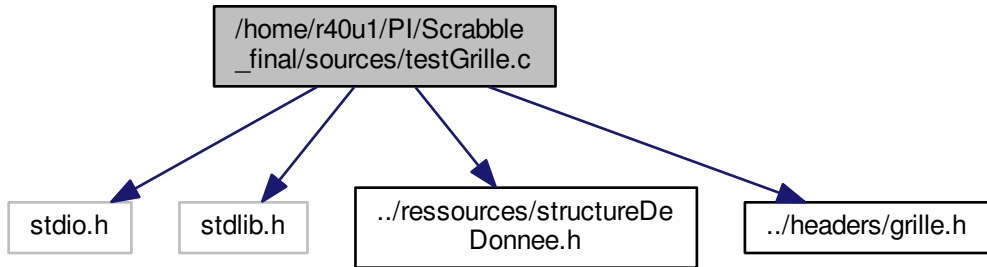 /home/r40u1/PI/Scrabble
_final/sources/testGrille.c
stdio.h
stdlib.h
../ressources/structureDe
Donnee.h
../headers/grille.h